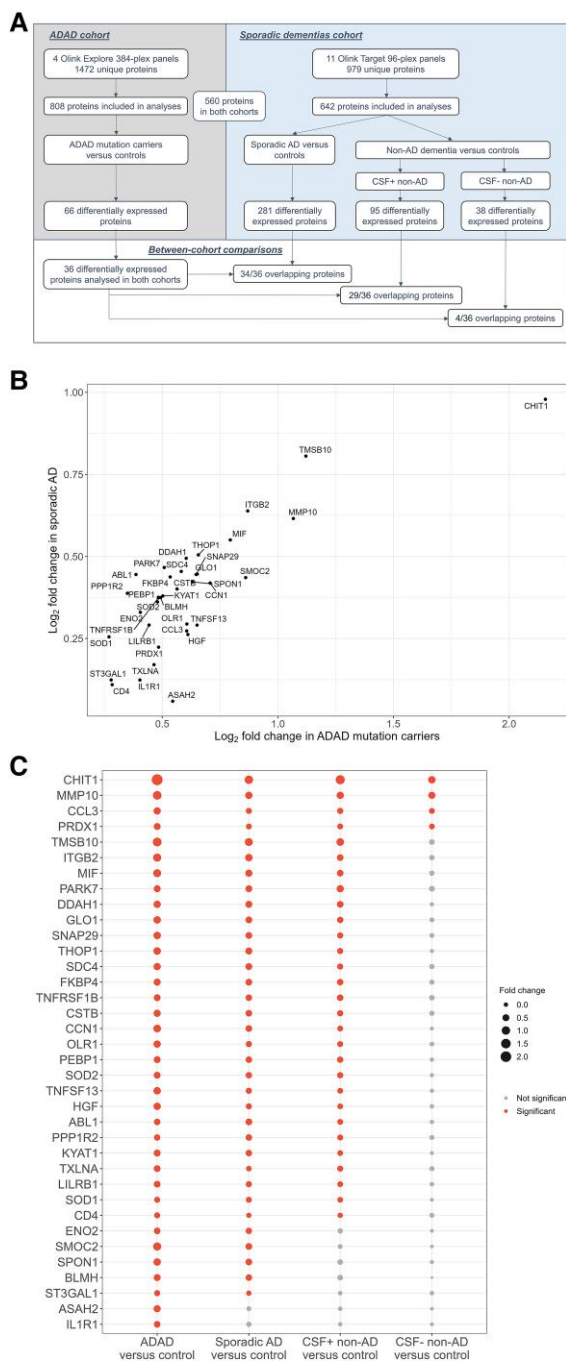 A
ADAD cohort
Sporadic dementias cohort
4 Olink Explore 384-plex panels
1472 unique proteins
11 Olink Target 96-plex panels
979 unique proteins
808 proteins included in analyses
560 proteins
in both cohorts
642 proteins included in analyses
ADAD mutation carriers
versus controls
Sporadic AD versus
controls
Non-AD dementia versus controls
CSF+ non-AD
CSF- non-AD
66 differentially expressed
proteins
281 differentially
expressed proteins
95 differentially
expressed proteins
38 differentially
expressed proteins
Between-cohort comparisons
36 differentially expressed
proteins analysed in both cohorts
34/36 overlapping proteins
29/36 overlapping proteins
4/36 overlapping proteins
B
Log2 fold change in sporadic AD
1.00
0.75
0.50
0.25
CHIT1
TMSB10
ITGB2
MMP10
MIF
THOP1
DDAH1
SNAP29
PARK7
SDC4
GLO1
ABL1
SMOC2
FKBP4
CSTB
SPON1
PPP1R2
PEBP1
KYAT1
CCN1
SOD2
BLMH
ENO2
OLR1
TNFSF13
TNFRSF1B
CCL3
SOD1
LILRB1
HGF
PRDX1
ST3GAL1
TXLNA
CD4
IL1R1
ASAH2
0.5
1.0
1.5
2.0
Log2 fold change in ADAD mutation carriers
C
CHIT1
MMP10
CCL3
PRDX1
TMSB10
ITGB2
MIF
PARK7
DDAH1
GLO1
SNAP29
THOP1
SDC4
FKBP4
TNFRSF1B
CSTB
CCN1
OLR1
PEBP1
SOD2
TNFSF13
HGF
ABL1
PPP1R2
KYAT1
TXLNA
LILRB1
SOD1
CD4
ENO2
SMOC2
SPON1
BLMH
ST3GAL1
ASAH2
IL1R1
Fold change
0.0
0.5
1.0
1.5
2.0
Not significant
Significant
ADAD
versus control
Sporadic AD
versus control
CSF+ non-AD
versus control
CSF- non-AD
versus control